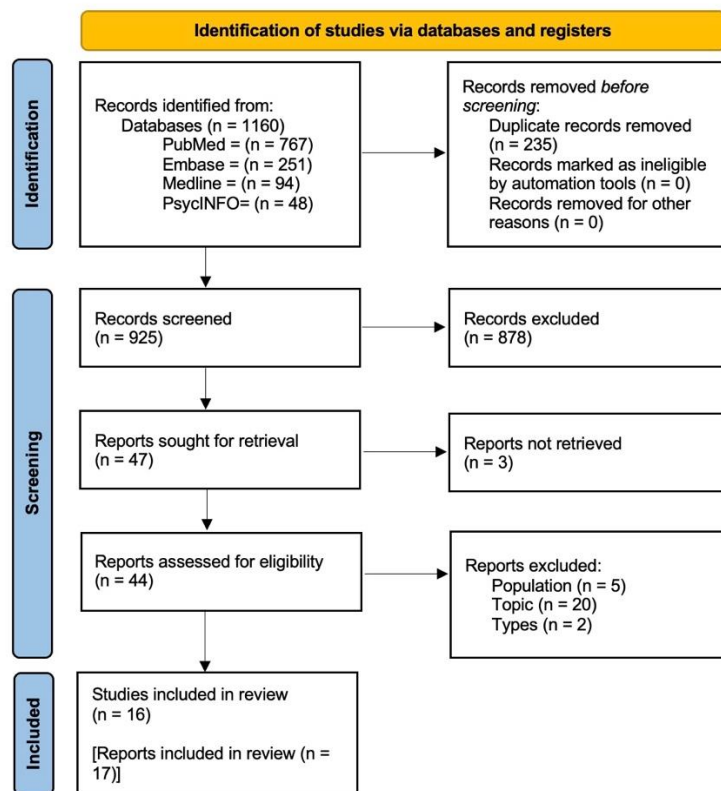 Identification of studies via databases and registers
Identification
Records identified from:
Databases (n = 1160)
PubMed = (n = 767)
Embase = (n = 251)
Medline = (n = 94)
PsycINFO= (n = 48)
Records removed before
screening:
Duplicate records removed
(n = 235)
Records marked as ineligible
by automation tools (n = 0)
Records removed for other
reasons (n = 0)
Screening
Records screened
(n = 925)
Records excluded
(n = 878)
Reports sought for retrieval
(n = 47)
Reports not retrieved
(n = 3)
Reports assessed for eligibility
(n = 44)
Reports excluded:
Population (n = 5)
Topic (n = 20)
Types (n = 2)
Included
Studies included in review
(n = 16)
[Reports included in review (n =
17)]